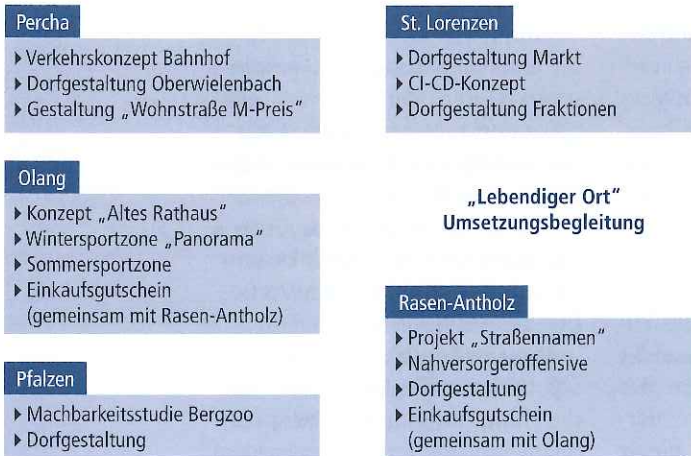 Percha
▸ Verkehrskonzept Bahnhof
▸ Dorfgestaltung Oberwielenbach
▸ Gestaltung „Wohnstraße M-Preis“
Olang
▸ Konzept „Altes Rathaus“
▸ Wintersportzone „Panorama“
▸ Sommersportzone
▸ Einkaufsgutschein
(gemeinsam mit Rasen-Antholz)
Pfalzen
▸ Machbarkeitsstudie Bergzoo
▸ Dorfgestaltung
St. Lorenzen
▸ Dorfgestaltung Markt
▸ CI-CD-Konzept
▸ Dorfgestaltung Fraktionen
„Lebendiger Ort“
Umsetzungsbegleitung
Rasen-Antholz
▸ Projekt „Straßennamen“
▸ Nahversorgeroffensive
▸ Dorfgestaltung
▸ Einkaufsgutschein
(gemeinsam mit Olang)